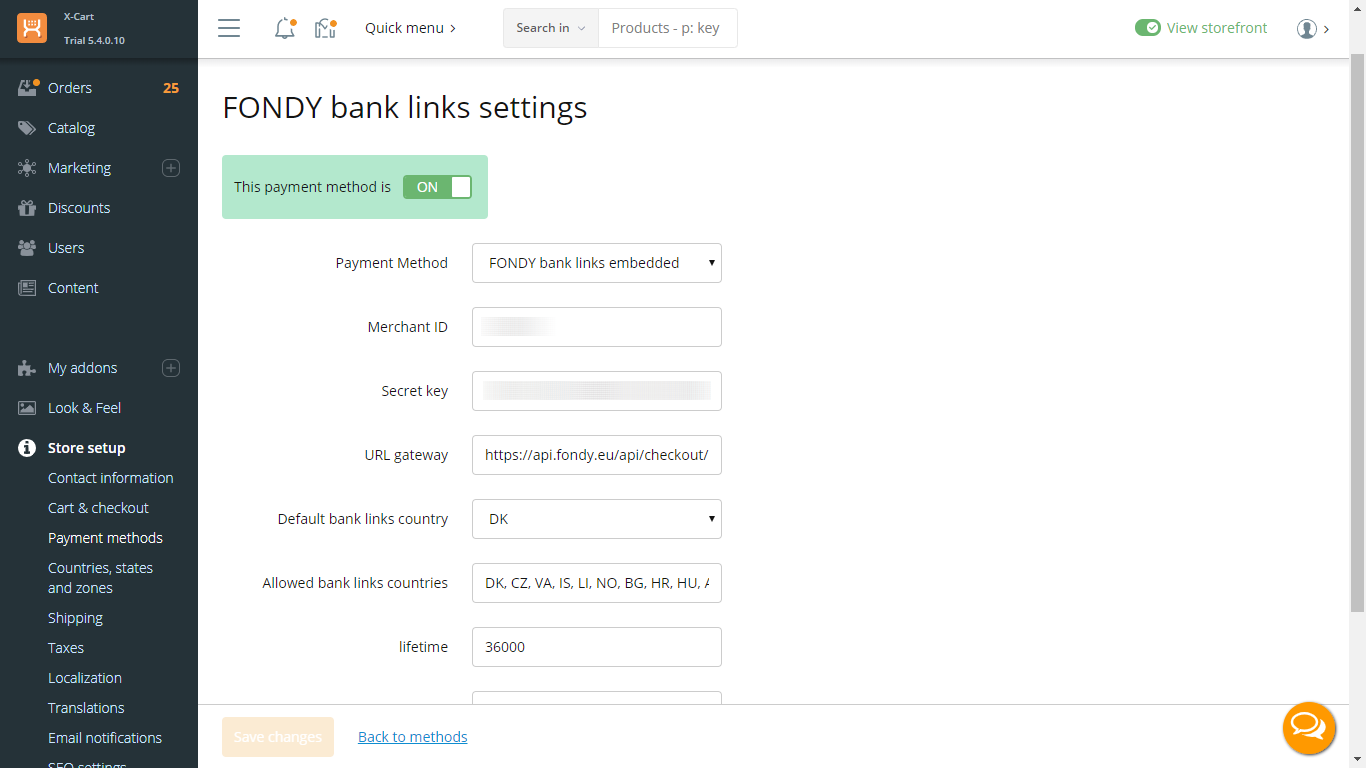 X-Cart
Trial 5.4.0.10
Quick menu
Search in
Products - p: key
View storefront
Orders 25
Catalog
Marketing
Discounts
Users
Content
My addons
Look & Feel
Store setup
Contact information
Cart & checkout
Payment methods
Countries, states
and zones
Shipping
Taxes
Localization
Translations
Email notifications
SEO settings
FONDY bank links settings
This payment method is ON
Payment Method FONDY bank links embedded
Merchant ID
Secret key
URL gateway https://api.fondy.eu/api/checkout/
Default bank links country DK
Allowed bank links countries DK, CZ, VA, IS, LI, NO, BG, HR, HU,
lifetime 36000
Save changes
Back to methods